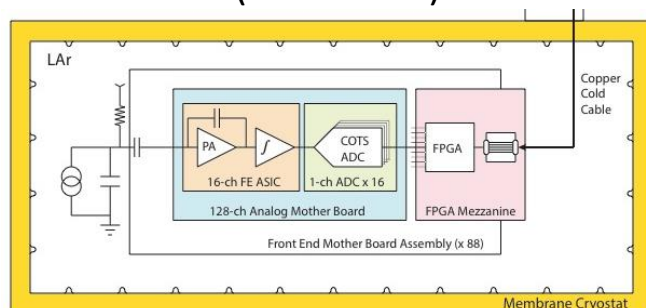 LAr
Copper
Cold
Cable
PA
∫
COTS
ADC
FPGA
16-ch FE ASIC
1-ch ADC x 16
128-ch Analog Mother Board
FPGA Mezzanine
Front End Mother Board Assembly (x 88)
Membrane Cryostat